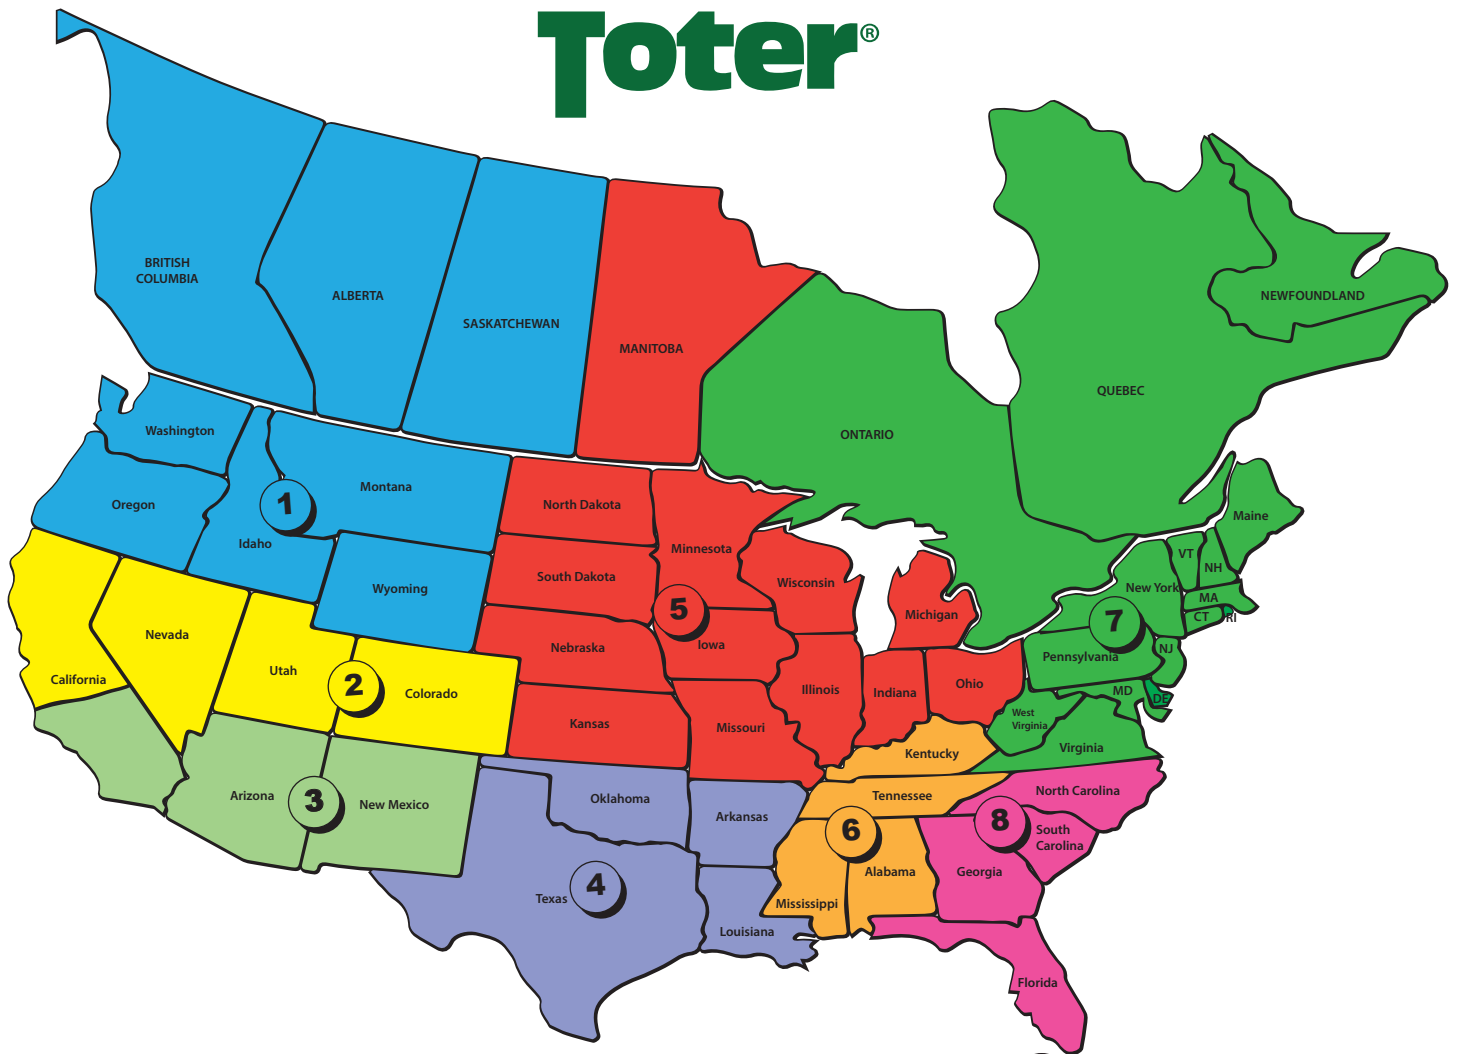 Toter®
BRITISH
COLUMBIA
ALBERTA
SASKATCHEWAN
MANITOBA
ONTARIO
QUEBEC
NEWFOUNDLAND
Washington
Oregon
Idaho
Montana
Wyoming
1
California
Nevada
Utah
Colorado
2
Arizona
New Mexico
3
Oklahoma
Arkansas
Texas
Louisiana
4
North Dakota
South Dakota
Nebraska
Kansas
Minnesota
Iowa
Missouri
Wisconsin
Illinois
Michigan
Indiana
Ohio
5
Kentucky
Tennessee
Mississippi
Alabama
6
Maine
VT
NH
New York
MA
CT
RI
Pennsylvania
NJ
MD
DE
West
Virginia
Virginia
7
North Carolina
South
Carolina
Georgia
Florida
8